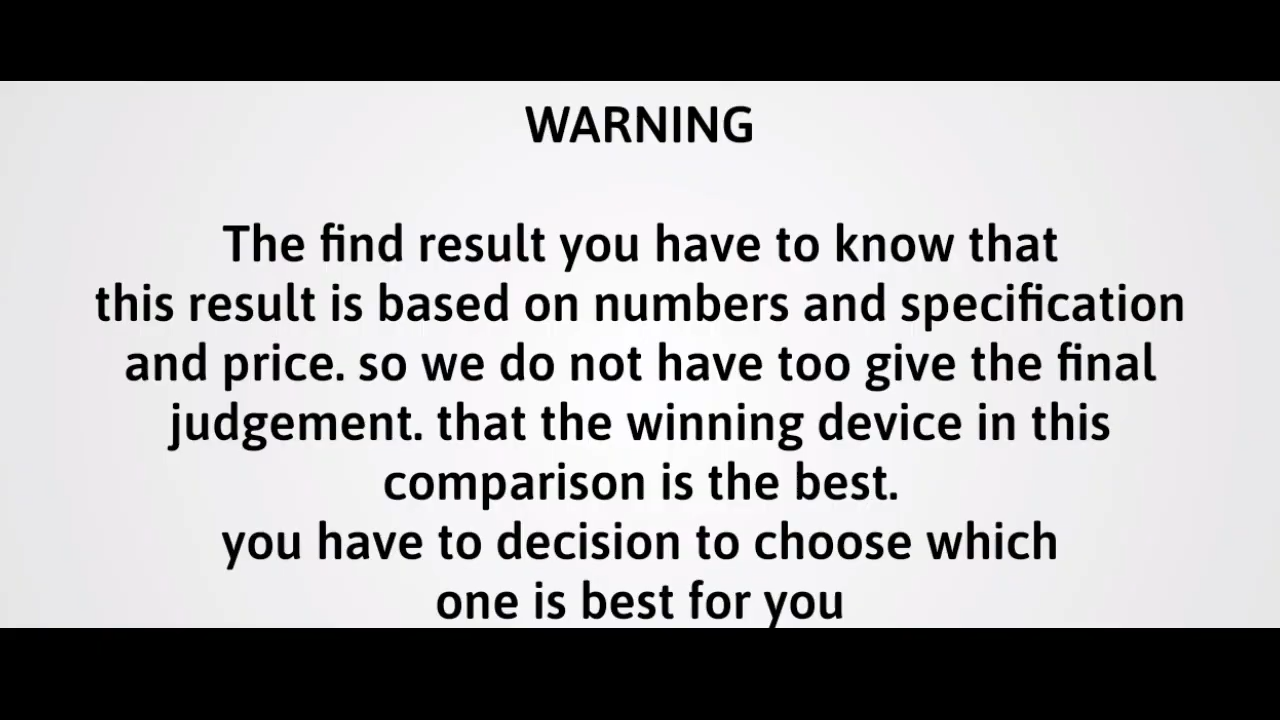 WARNING
The find result you have to know that
this result is based on numbers and specification
and price. so we do not have too give the final
judgement. that the winning device in this
comparison is the best.
you have to decision to choose which
one is best for you